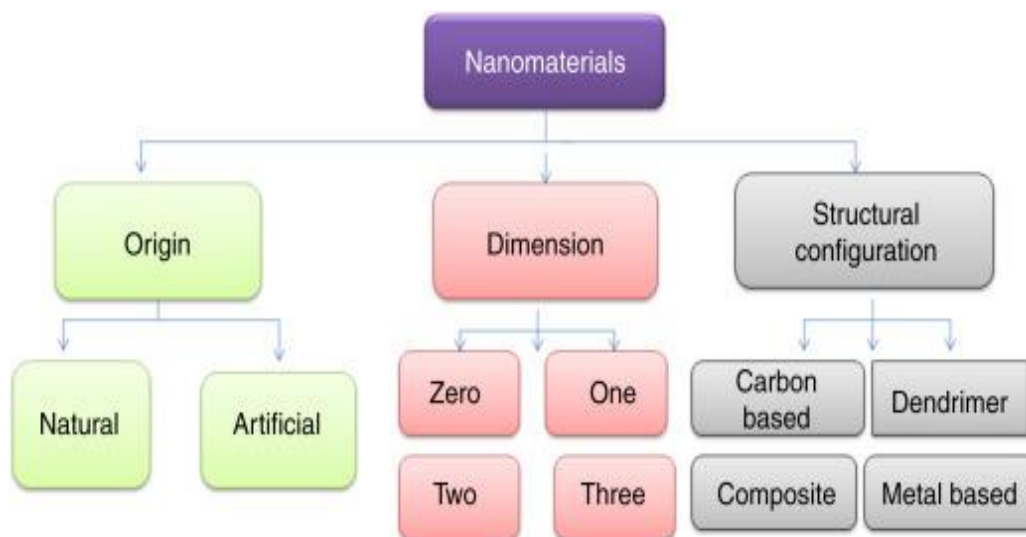 Nanomaterials
Origin
Dimension
Structural
configuration
Natural
Artificial
Zero
One
Carbon
based
Dendrimer
Two
Three
Composite
Metal based